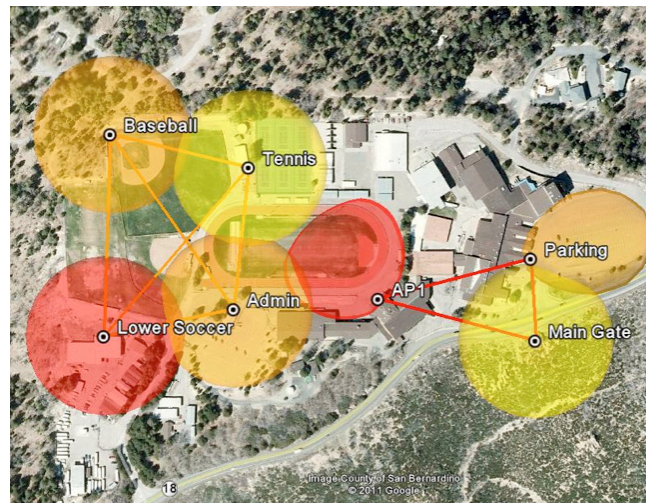 Baseball
Tennis
Parking
Admin
AP1
Lower Soccer
Main Gate
18
Image County of San Bernardino
© 2011 Google